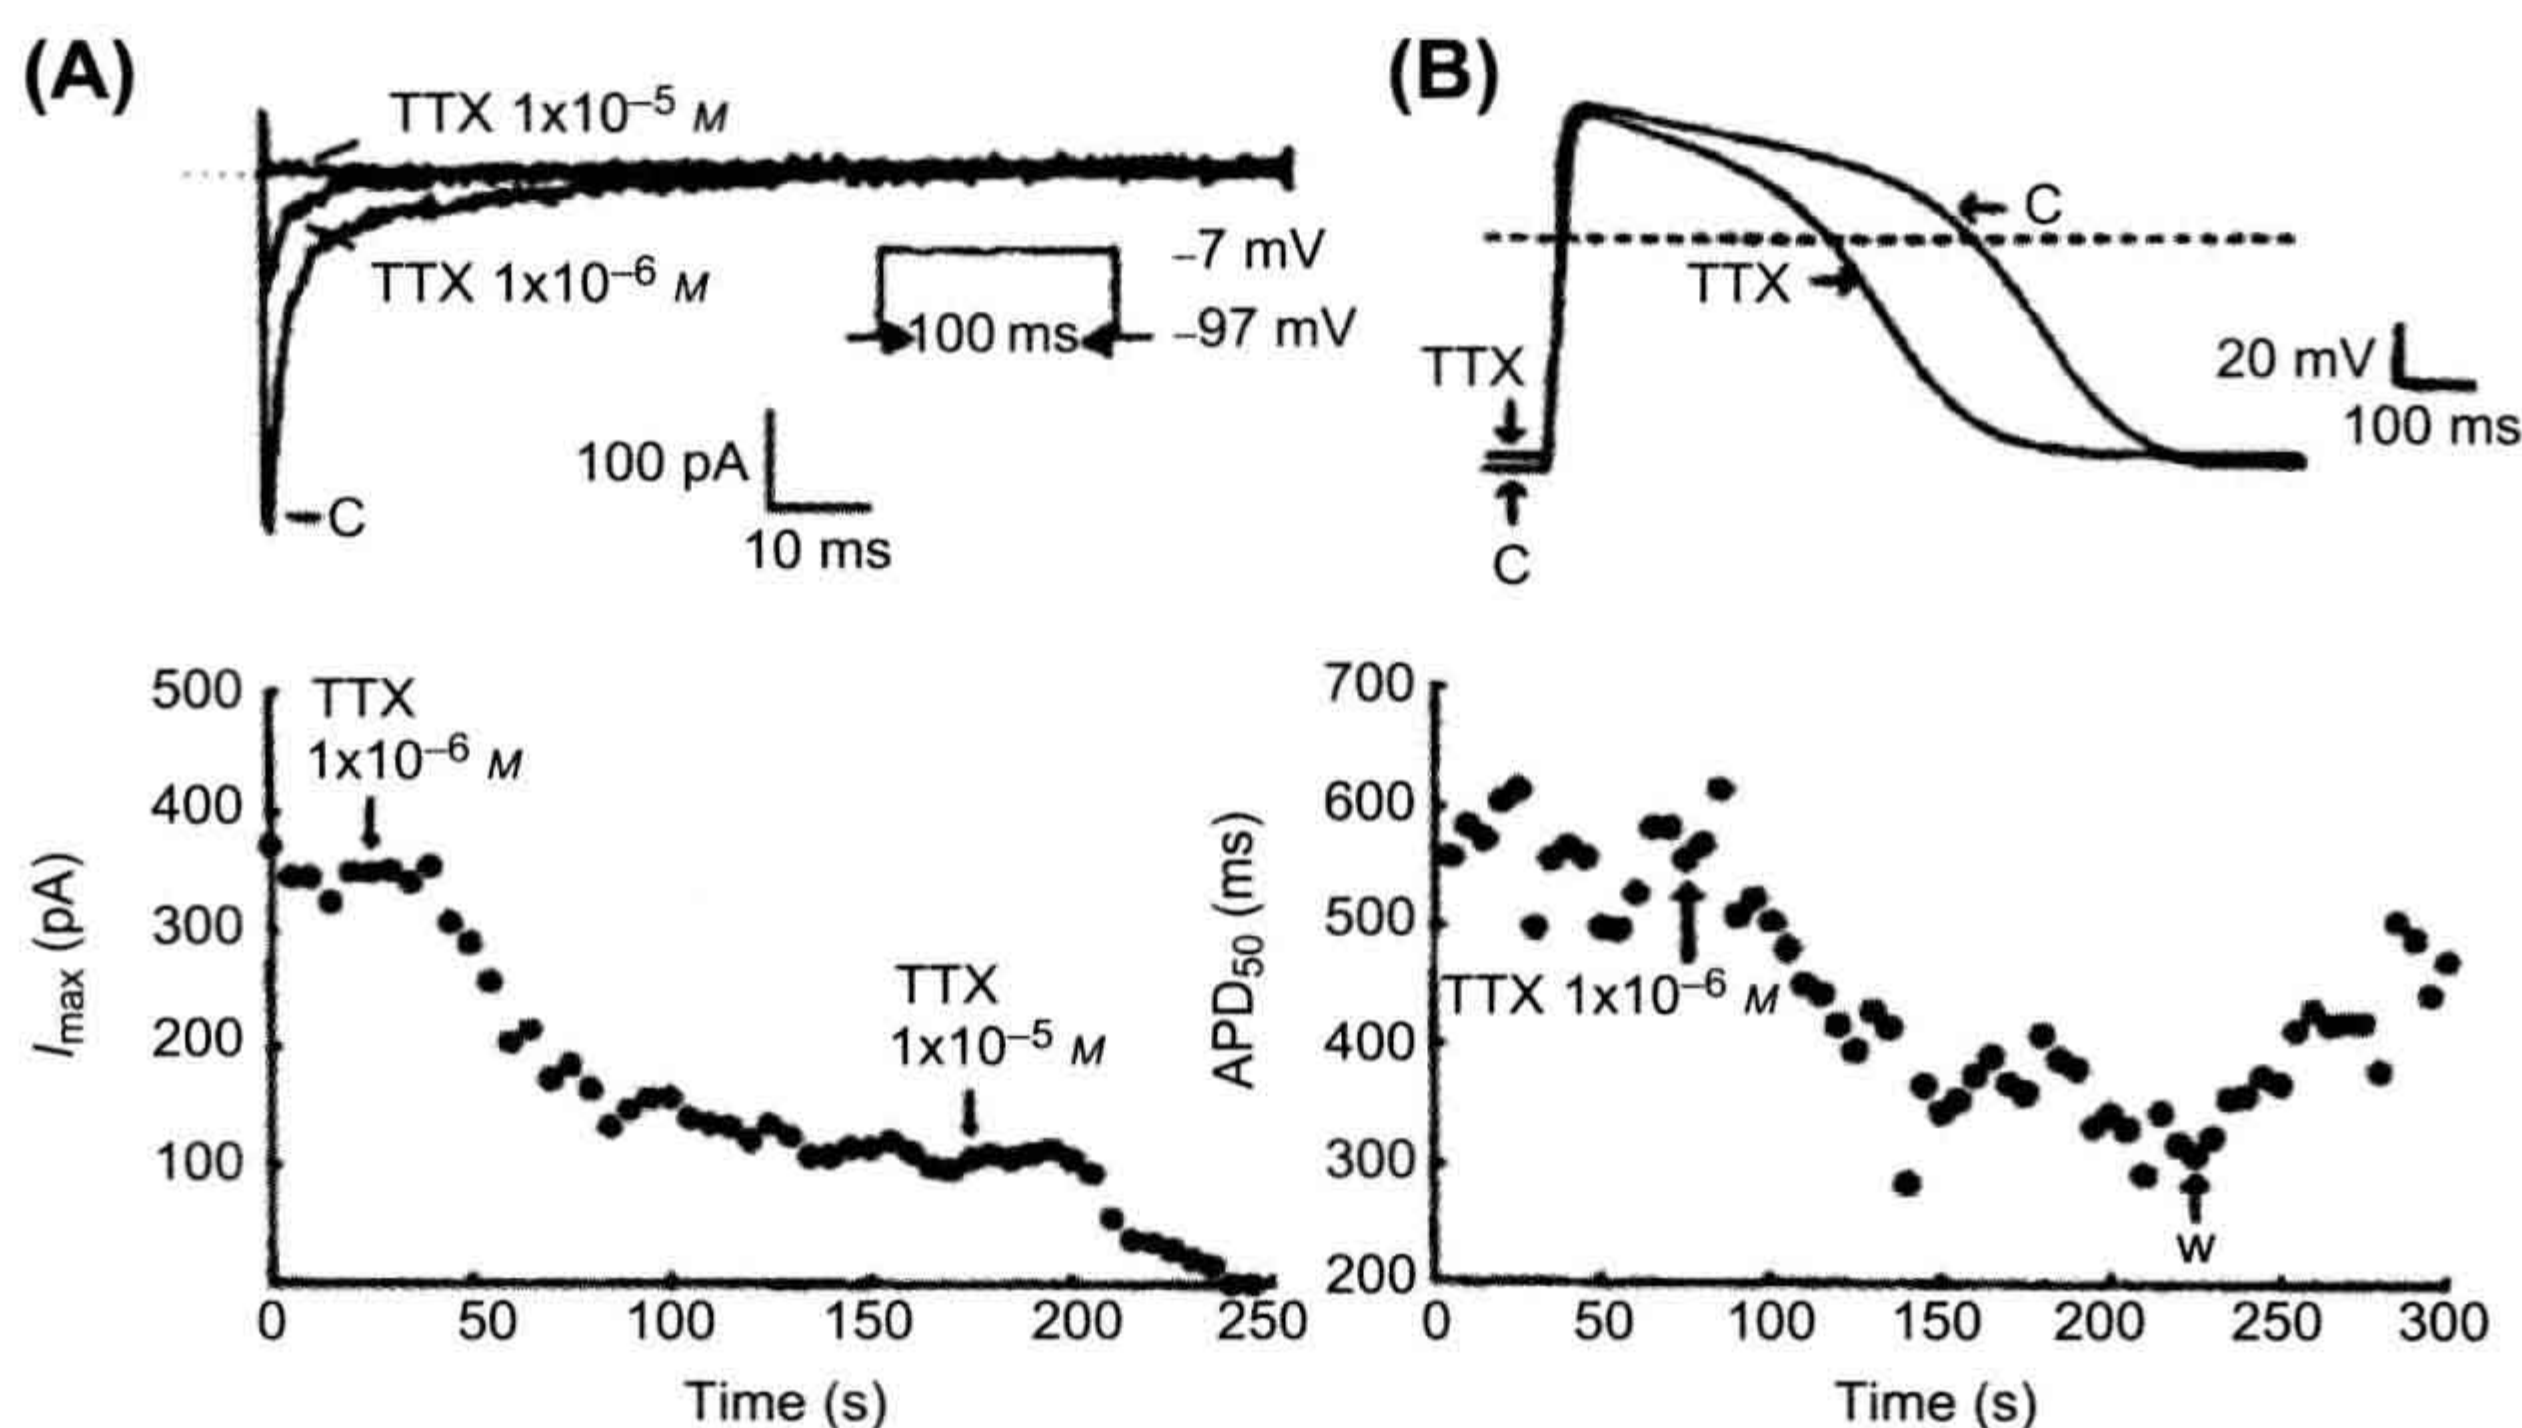 (A)
TTX 1x10⁻⁵ M
TTX 1x10⁻⁶ M
–7 mV
100 ms
–97 mV
100 pA
10 ms
C
(B)
C
TTX
TTX
C
20 mV
100 ms
500
400
300
200
100
Imax (pA)
TTX
1x10⁻⁶ M
TTX
1x10⁻⁵ M
0 50 100 150 200 250
Time (s)
700
600
500
400
300
200
APD50 (ms)
TTX 1x10⁻⁶ M
w
0 50 100 150 200 250 300
Time (s)